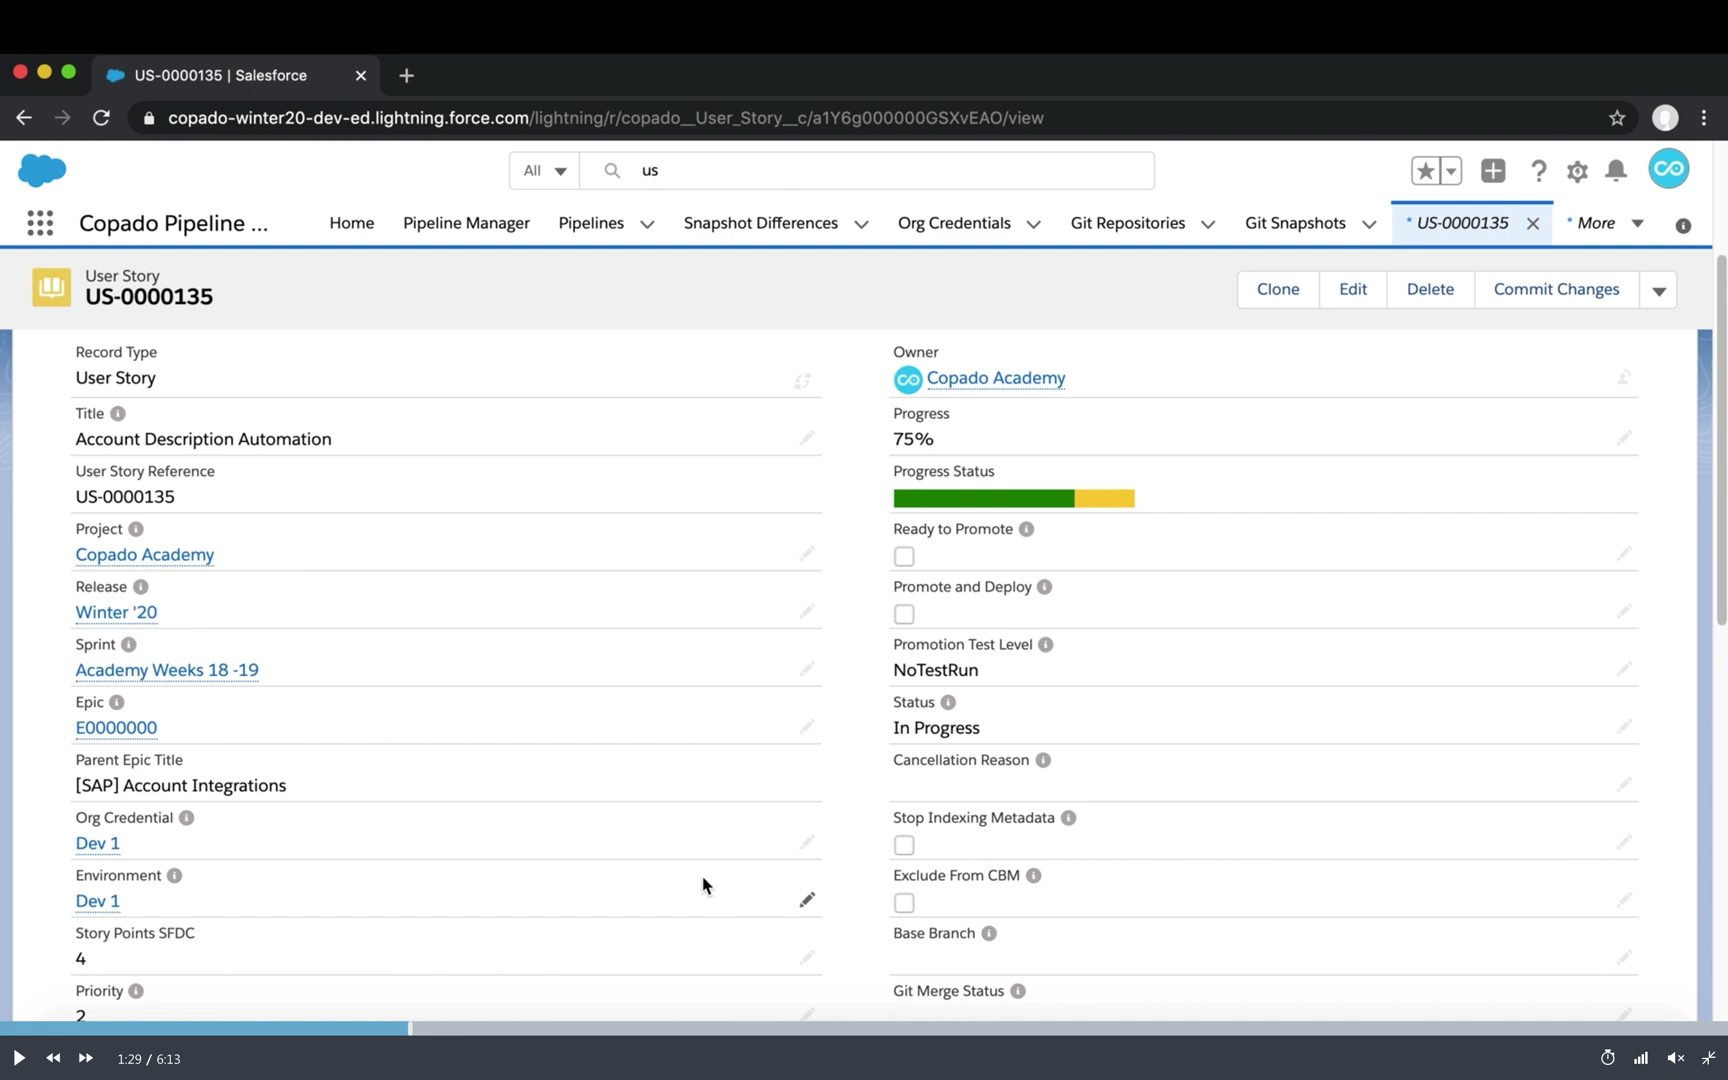 US-0000135 | Salesforce
copado-winter20-dev-ed.lightning.force.com/lightning/r/copado__User_Story__c/a1Y6g000000GSXvEAO/view
All
us
Copado Pipeline ...
Home
Pipeline Manager
Pipelines
Snapshot Differences
Org Credentials
Git Repositories
Git Snapshots
* US-0000135
* More
User Story
US-0000135
Clone
Edit
Delete
Commit Changes
Record Type
User Story
Owner
Copado Academy
Title
Account Description Automation
Progress
75%
User Story Reference
US-0000135
Progress Status
Project
Copado Academy
Ready to Promote
Release
Winter '20
Promote and Deploy
Sprint
Academy Weeks 18 -19
Promotion Test Level
NoTestRun
Epic
E0000000
Status
In Progress
Parent Epic Title
[SAP] Account Integrations
Cancellation Reason
Org Credential
Dev 1
Stop Indexing Metadata
Environment
Dev 1
Exclude From CBM
Story Points SFDC
4
Base Branch
Priority
2
Git Merge Status
1:29 / 6:13